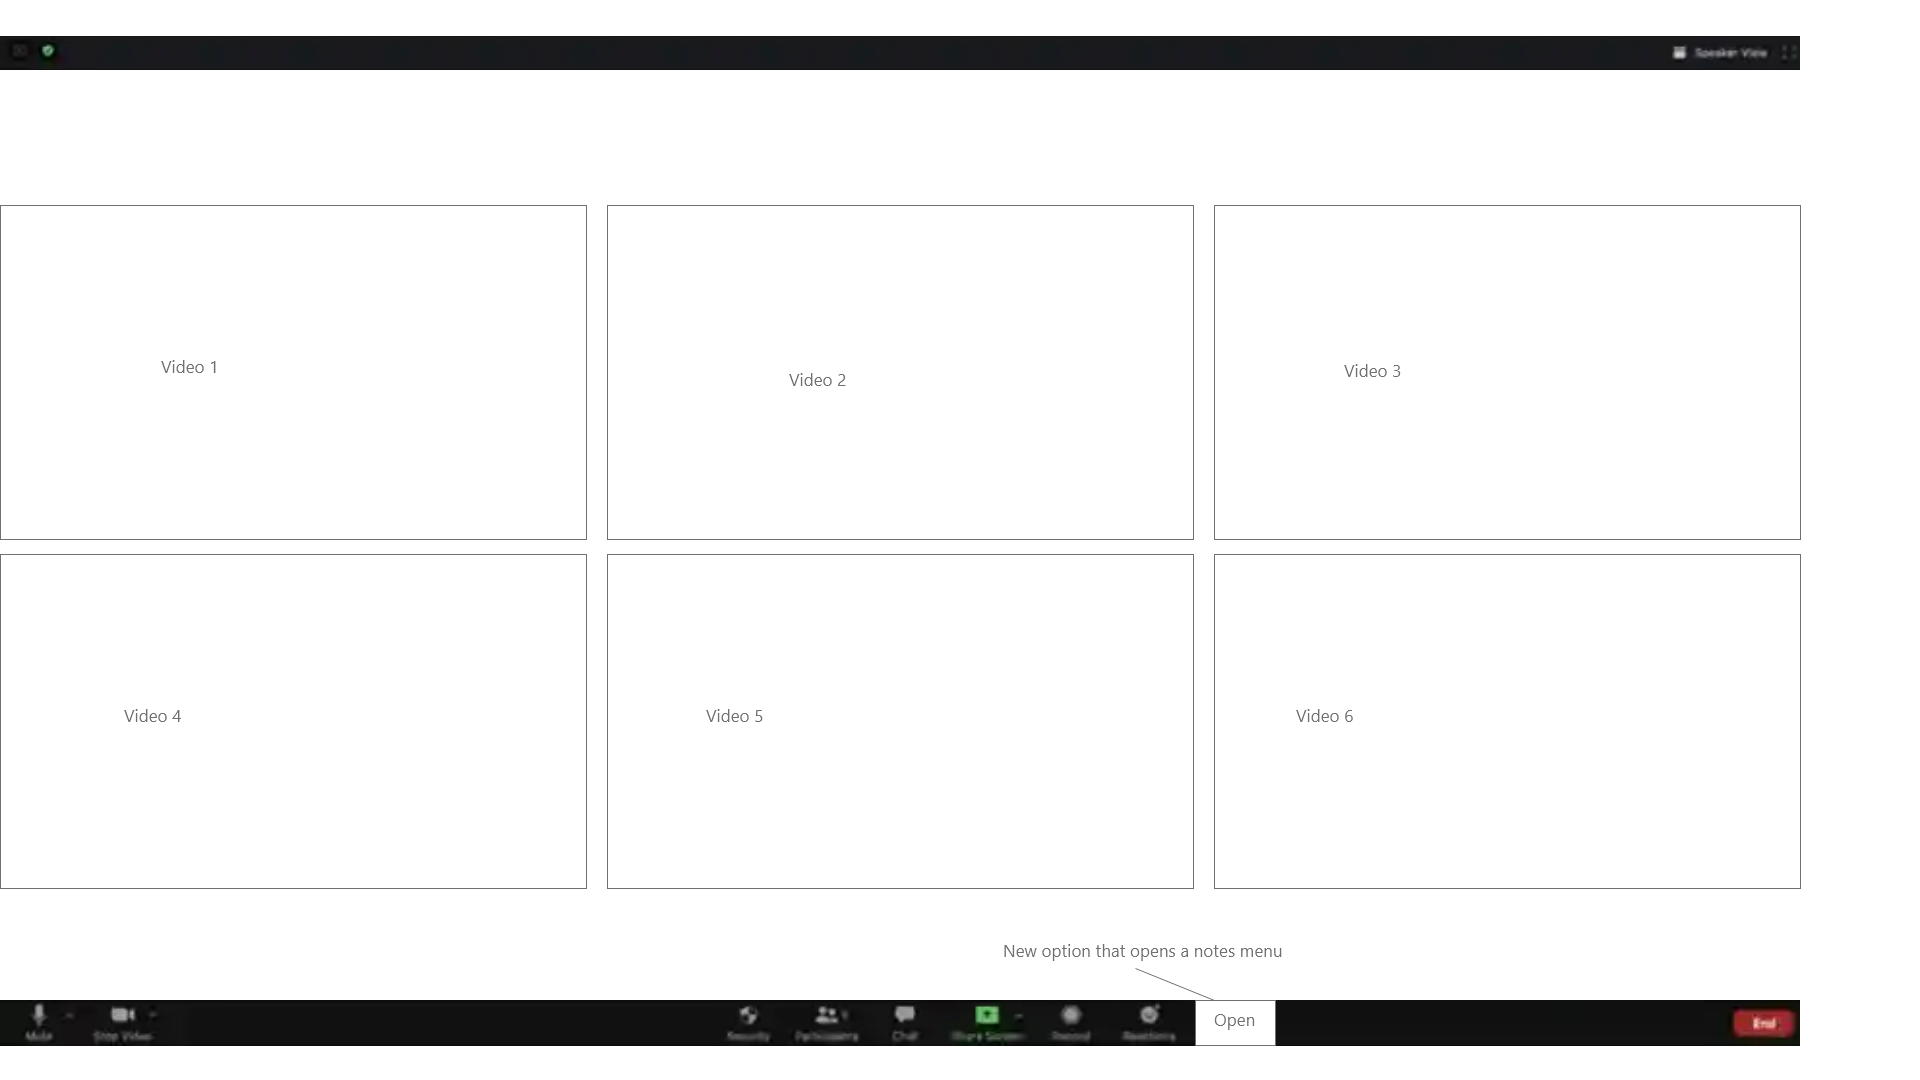 Speaker View
Video 1
Video 2
Video 3
Video 4
Video 5
Video 6
New option that opens a notes menu
Mute
Stop Video
Security
Participants
Chat
Share Screen
Record
Reactions
Open
End